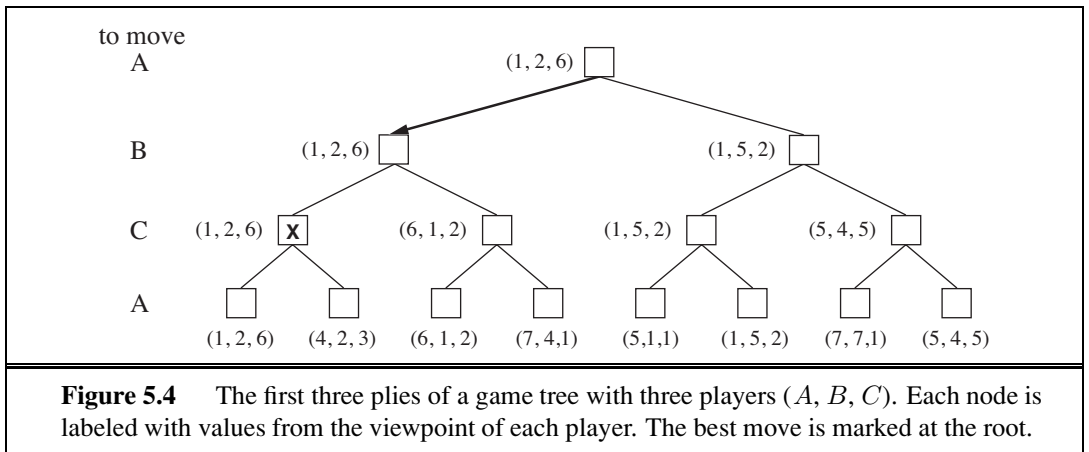 to move
A (1, 2, 6)
B (1, 2, 6) (1, 5, 2)
C (1, 2, 6) X (6, 1, 2) (1, 5, 2) (5, 4, 5)
A
(1, 2, 6) (4, 2, 3) (6, 1, 2) (7, 4,1) (5,1,1) (1, 5, 2) (7, 7,1) (5, 4, 5)
Figure 5.4 The first three plies of a game tree with three players (A, B, C). Each node is
labeled with values from the viewpoint of each player. The best move is marked at the root.